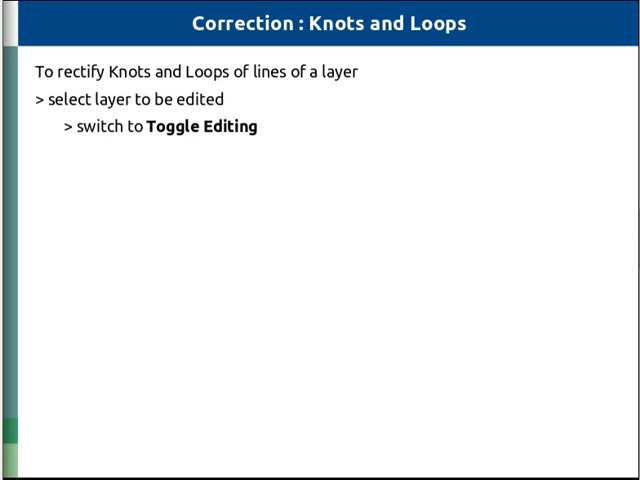 Correction : Knots and Loops
To rectify Knots and Loops of lines of a layer
> select layer to be edited
> switch to Toggle Editing